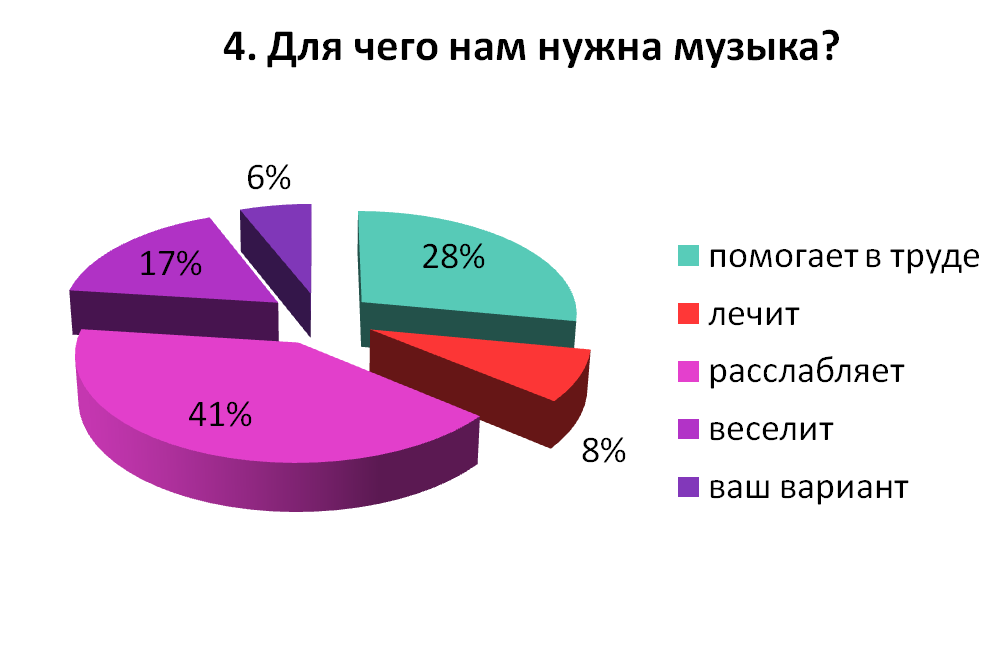 4. Для чего нам нужна музыка?
6%
28%
17%
41%
8%
помогает в труде
лечит
расслабляет
веселит
ваш вариант